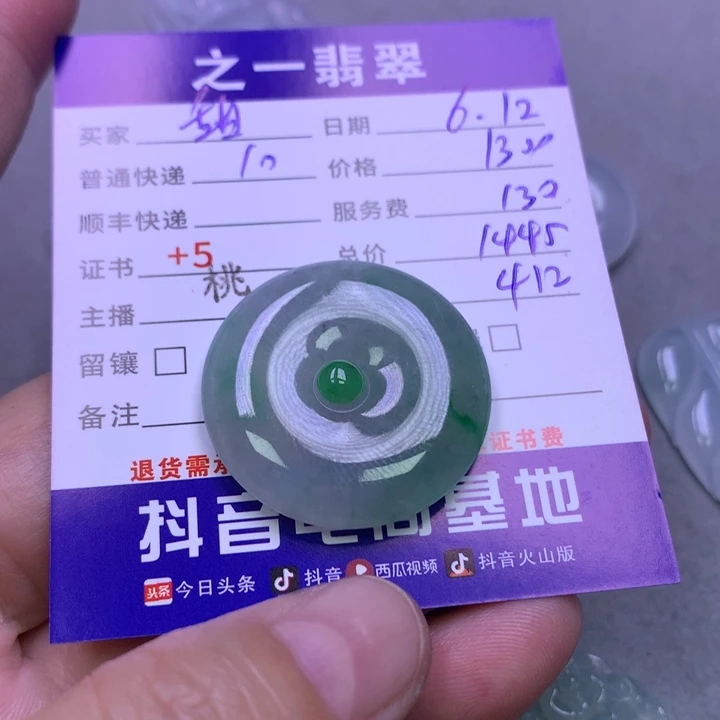 之一翡翠
买家 日期 6.12
普通快递 10 价格 1300
顺丰快递 服务费 130
证书 +5 总价 1445
主播 桃 412
留镶 □ □
备注
退货需 证书费
抖音电商基地
头条 今日头条 抖音 西瓜视频 抖音火山版